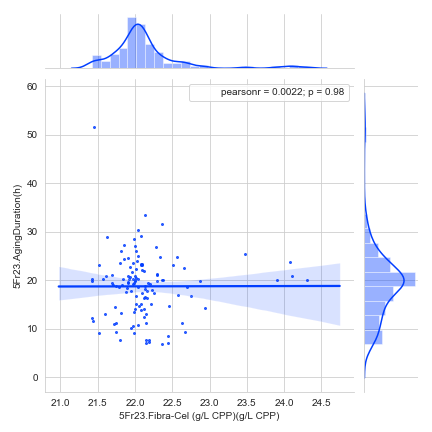 pearsonr = 0.0022; p = 0.98
60
50
40
30
20
10
0
5Fr23.AgingDuration(h)
21.0 21.5 22.0 22.5 23.0 23.5 24.0 24.5
5Fr23.Fibra-Cel (g/L CPP)(g/L CPP)